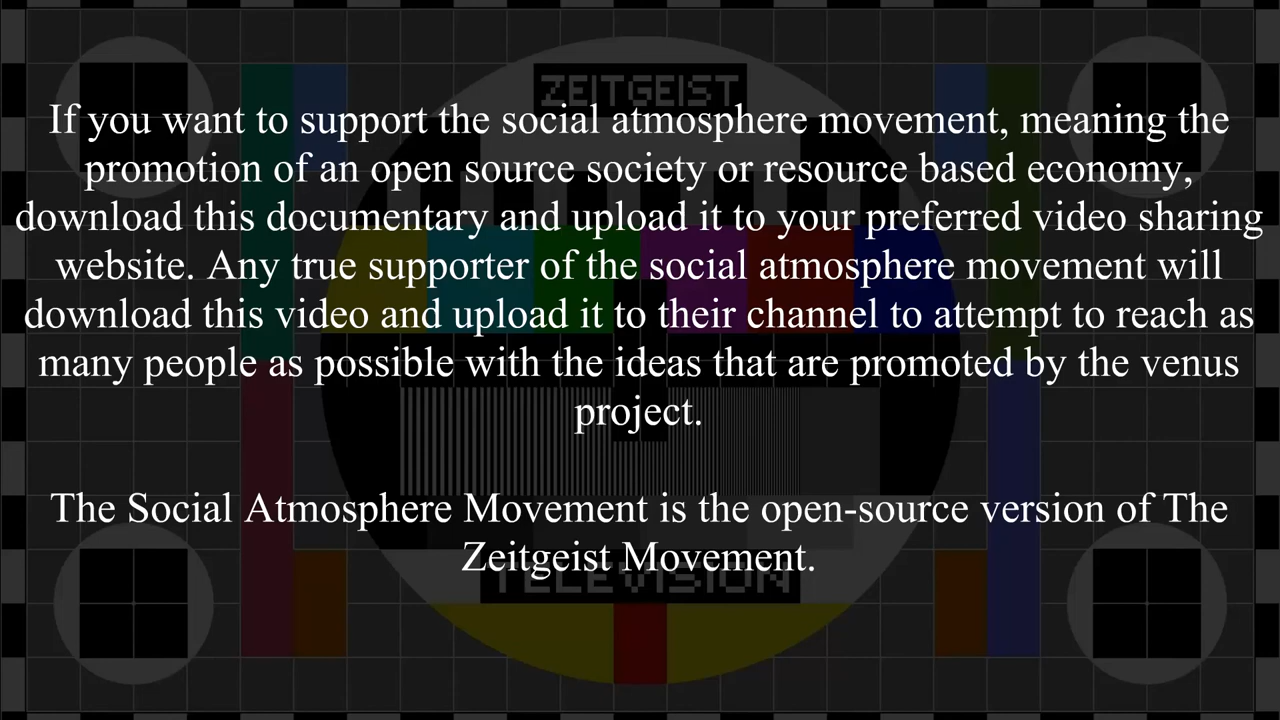 ZEITGEIST
If you want to support the social atmosphere movement, meaning the
promotion of an open source society or resource based economy,
download this documentary and upload it to your preferred video sharing
website. Any true supporter of the social atmosphere movement will
download this video and upload it to their channel to attempt to reach as
many people as possible with the ideas that are promoted by the venus
project.
The Social Atmosphere Movement is the open-source version of The
Zeitgeist Movement.
TELEVISION